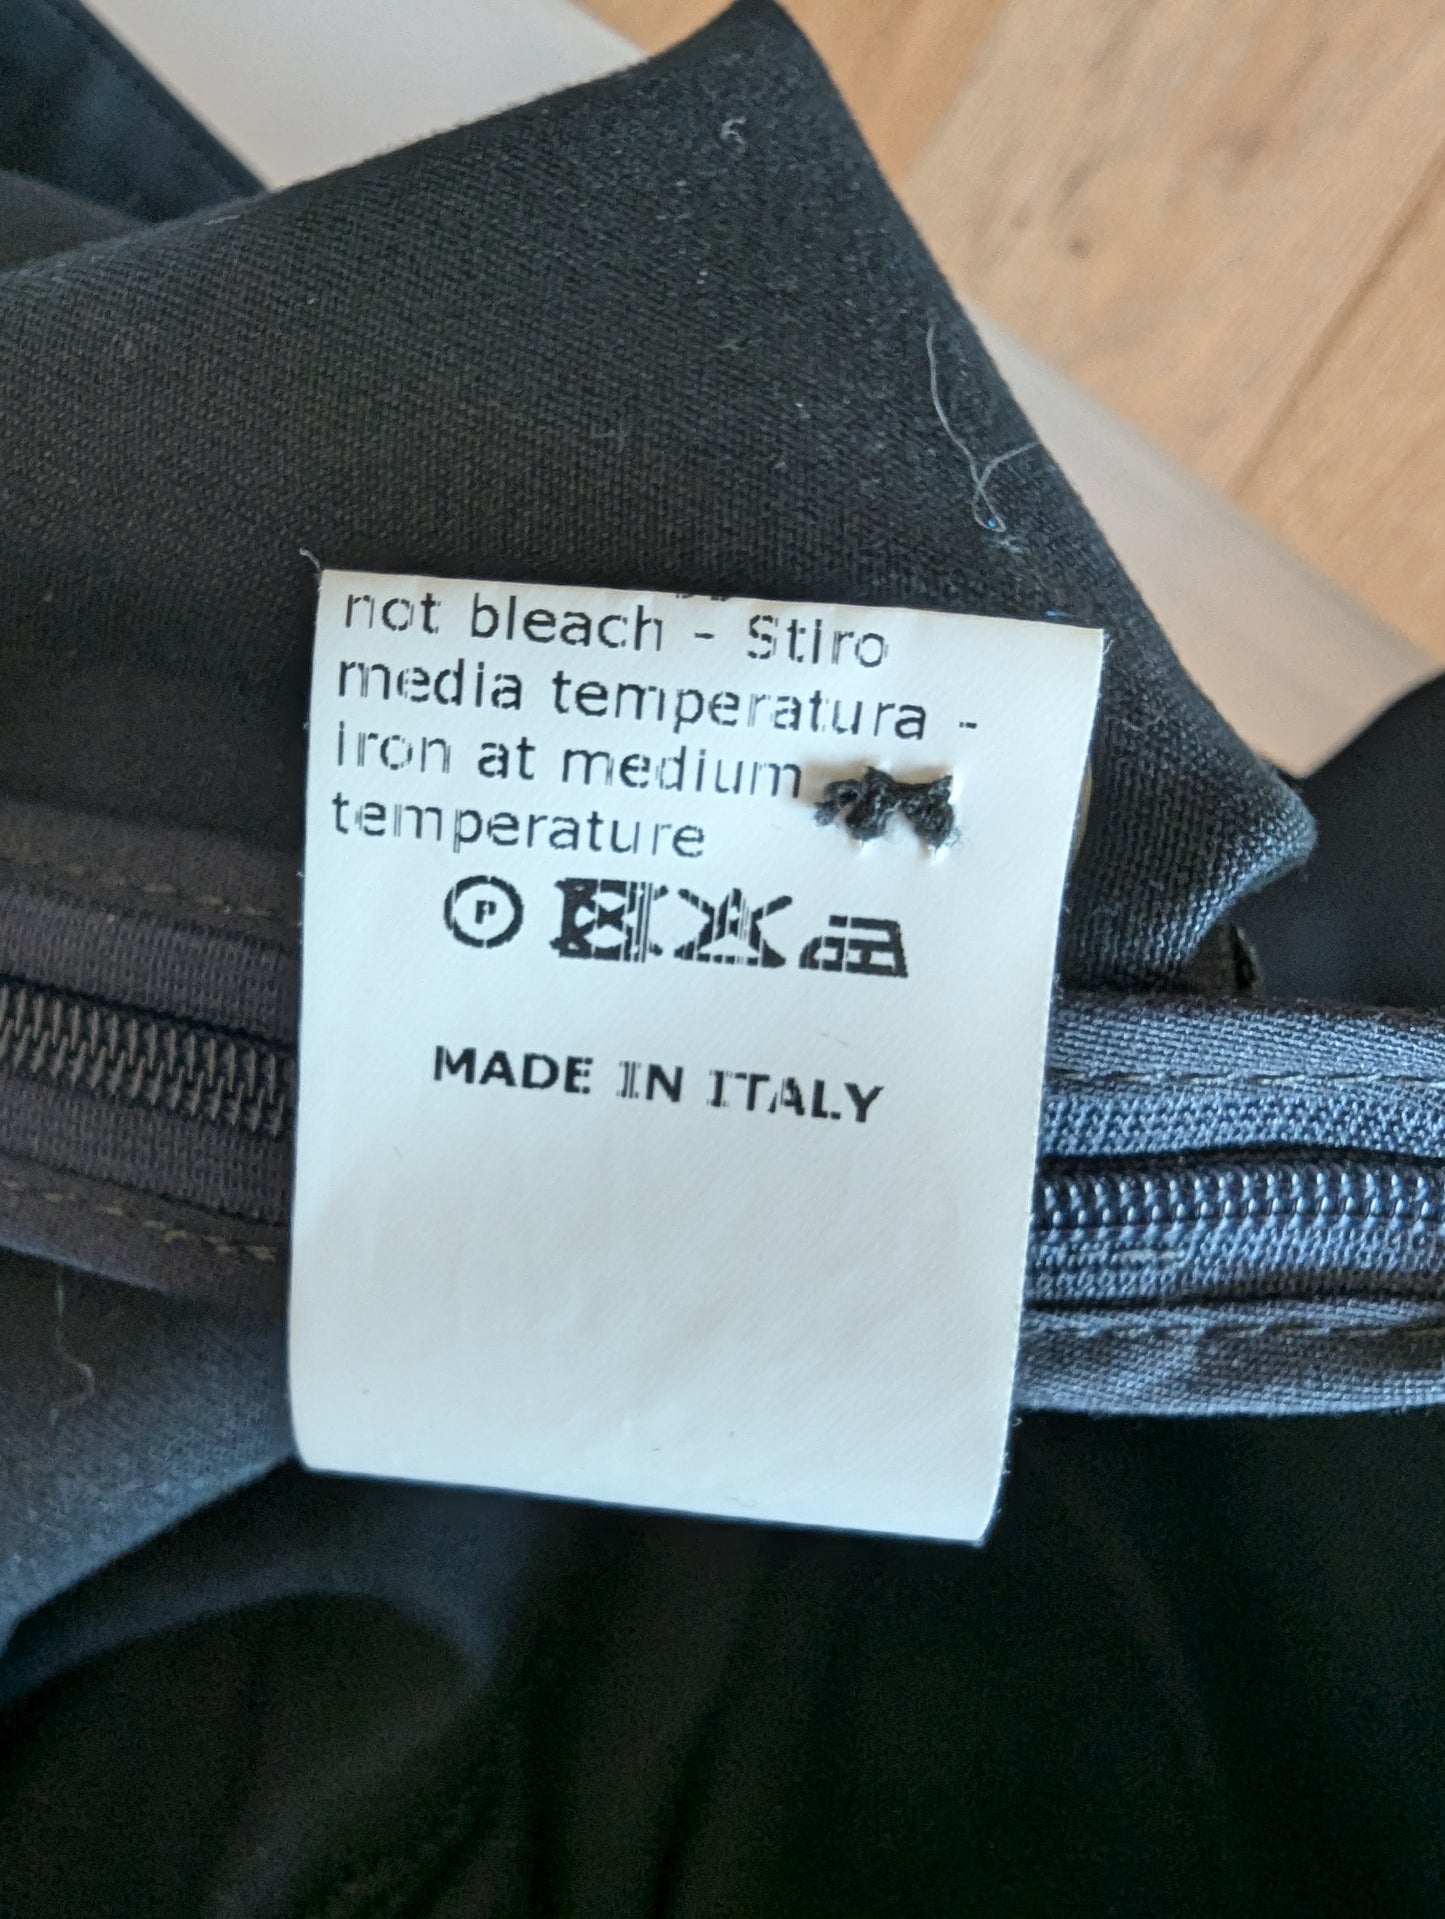 not bleach - Stiro
media temperatura -
iron at medium
temperature
P
MADE IN ITALY